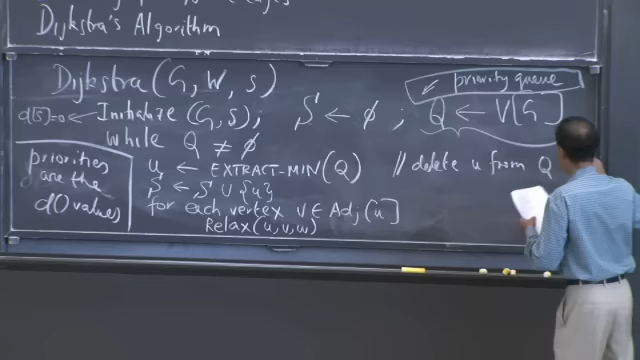 Dijkstra's Algorithm
Dijkstra(G, W, s)
priority queue
d[s]=0 ← Initialize (G, s); S ← ∅ ; Q ← V[G]
while Q ≠ ∅
u ← EXTRACT-MIN(Q) // delete u from Q
S ← S ∪ {u}
for each vertex v ∈ Adj[u]
Relax(u, v, w)
priorities
are the
d[] values